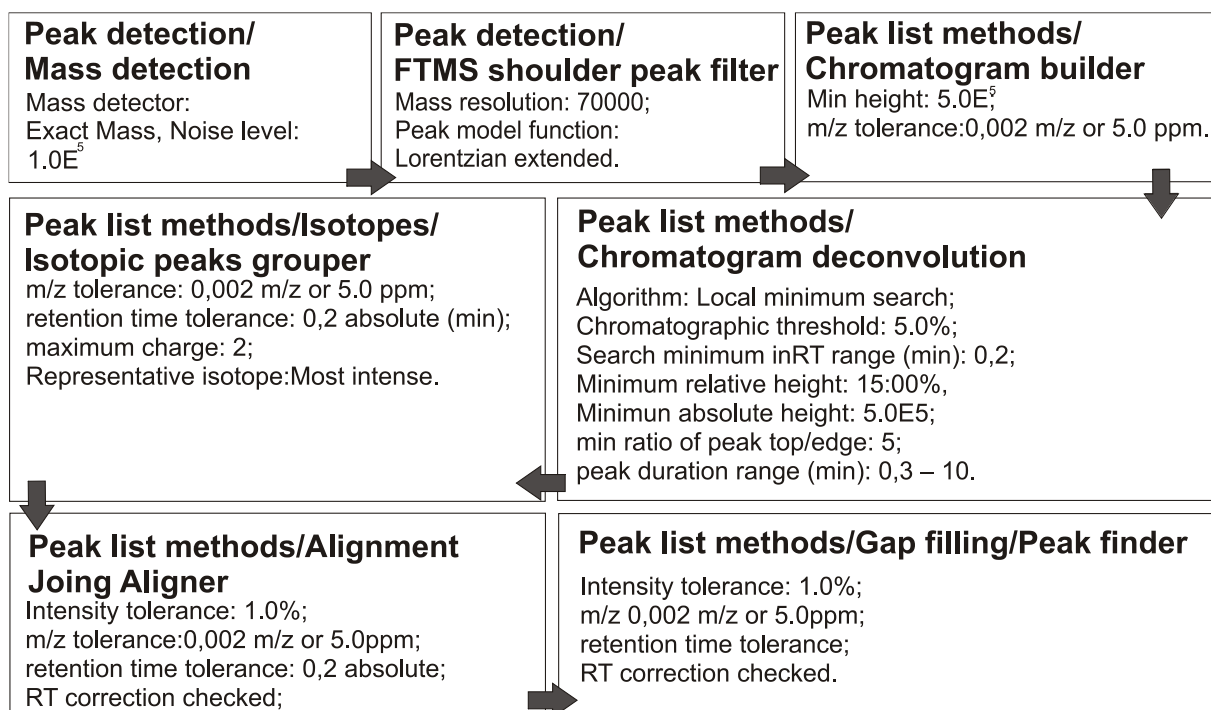 Peak detection/
Mass detection
Mass detector:
Exact Mass, Noise level:
1.0E⁵
Peak detection/
FTMS shoulder peak filter
Mass resolution: 70000;
Peak model function:
Lorentzian extended.
Peak list methods/
Chromatogram builder
Min height: 5.0E⁵;
m/z tolerance:0,002 m/z or 5.0 ppm.
Peak list methods/
Chromatogram deconvolution
Algorithm: Local minimum search;
Chromatographic threshold: 5.0%;
Search minimum inRT range (min): 0,2;
Minimum relative height: 15:00%,
Minimun absolute height: 5.0E5;
min ratio of peak top/edge: 5;
peak duration range (min): 0,3 – 10.
Peak list methods/Isotopes/
Isotopic peaks grouper
m/z tolerance: 0,002 m/z or 5.0 ppm;
retention time tolerance: 0,2 absolute (min);
maximum charge: 2;
Representative isotope:Most intense.
Peak list methods/Alignment
Joing Aligner
Intensity tolerance: 1.0%;
m/z tolerance:0,002 m/z or 5.0ppm;
retention time tolerance: 0,2 absolute;
RT correction checked;
Peak list methods/Gap filling/Peak finder
Intensity tolerance: 1.0%;
m/z 0,002 m/z or 5.0ppm;
retention time tolerance;
RT correction checked.